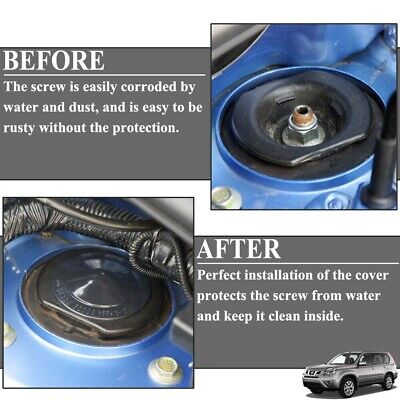 BEFORE
The screw is easily corroded by
water and dust, and is easy to be
rusty without the protection.
AFTER
Perfect installation of the cover
protects the screw from water
and keep it clean inside.